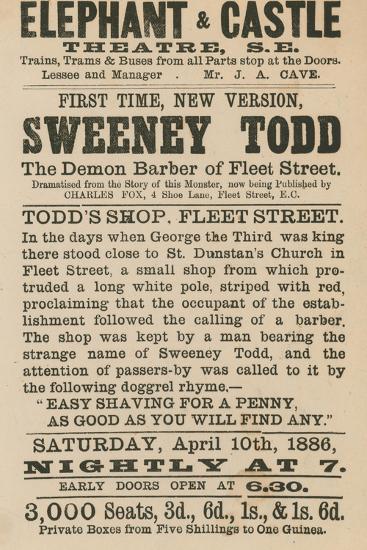 ELEPHANT & CASTLE
THEATRE, S.E.
Trains, Trams & Buses from all Parts stop at the Doors.
Lessee and Manager . Mr. J. A. CAVE.
FIRST TIME, NEW VERSION,
SWEENEY TODD
The Demon Barber of Fleet Street.
Dramatised from the Story of this Monster, now being Published by
CHARLES FOX, 4 Shoe Lane, Fleet Street, E.C.
TODD'S SHOP, FLEET STREET.
In the days when George the Third was king
there stood close to St. Dunstan's Church in
Fleet Street, a small shop from which pro-
truded a long white pole, striped with red,
proclaiming that the occupant of the estab-
lishment followed the calling of a barber.
The shop was kept by a man bearing the
strange name of Sweeney Todd, and the
attention of passers-by was called to it by
the following doggrel rhyme,—
"EASY SHAVING FOR A PENNY,
AS GOOD AS YOU WILL FIND ANY."
SATURDAY, April 10th, 1886,
NIGHTLY AT 7.
EARLY DOORS OPEN AT 6.30.
3,000 Seats, 3d., 6d., 1s., & 1s. 6d.
Private Boxes from Five Shillings to One Guinea.